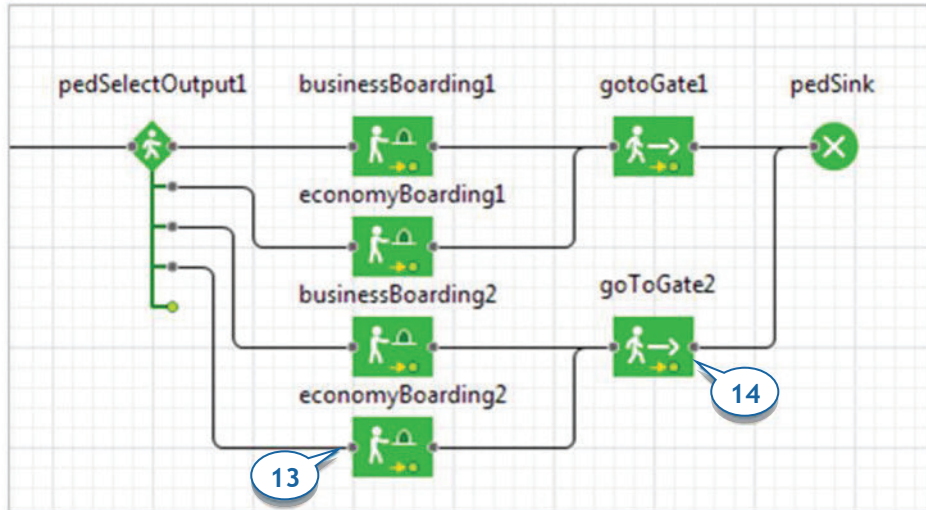 pedSelectOutput1 businessBoarding1 gotoGate1 pedSink
economyBoarding1
businessBoarding2 goToGate2
14
economyBoarding2
13